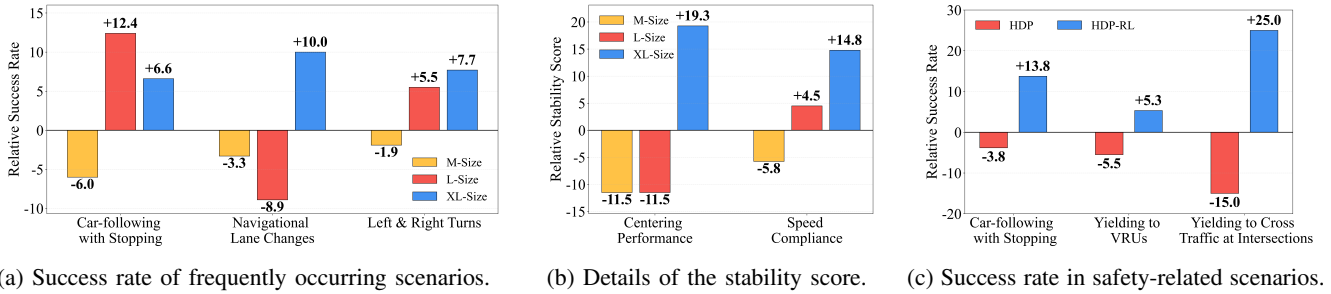 Relative Success Rate
15
10
5
0
-5
-10
+12.4
+6.6
-6.0
+10.0
-3.3
-8.9
+5.5
+7.7
-1.9
M-Size
L-Size
XL-Size
Car-following
with Stopping
Navigational
Lane Changes
Left & Right Turns
(a) Success rate of frequently occurring scenarios.
Relative Stability Score
20
15
10
5
0
-5
-10
-15
M-Size
L-Size
XL-Size
+19.3
-11.5
-11.5
+14.8
+4.5
-5.8
Centering
Performance
Speed
Compliance
(b) Details of the stability score.
Relative Success Rate
30
20
10
0
-10
-20
HDP
HDP-RL
+13.8
-3.8
+5.3
-5.5
+25.0
-15.0
Car-following
with Stopping
Yielding to
VRUs
Yielding to Cross
Traffic at Intersections
(c) Success rate in safety-related scenarios.